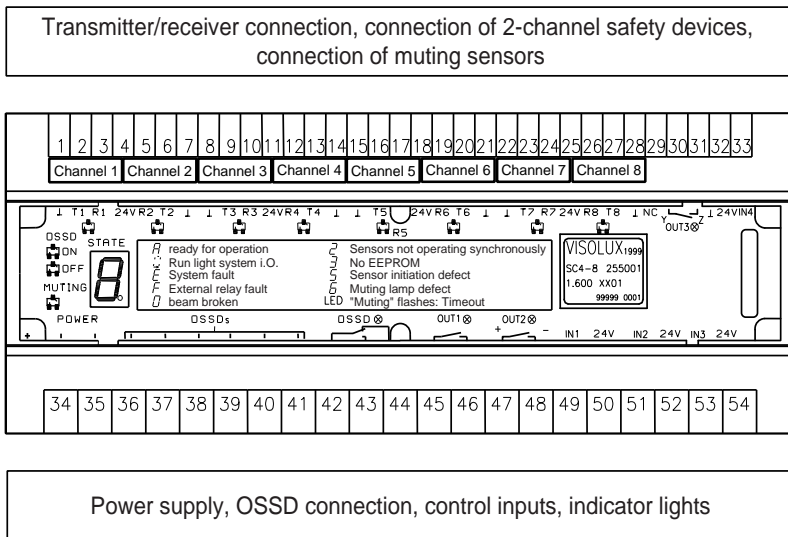 Transmitter/receiver connection, connection of 2-channel safety devices,
connection of muting sensors
1 2 3 4 5 6 7 8 9 10 11 12 13 14 15 16 17 18 19 20 21 22 23 24 25 26 27 28 29 30 31 32 33
Channel 1 Channel 2 Channel 3 Channel 4 Channel 5 Channel 6 Channel 7 Channel 8
⊥ T1 R1 24V R2 T2 ⊥ ⊥ T3 R3 24V R4 T4 ⊥ ⊥ T5 24V R6 T6 ⊥ ⊥ T7 R7 24V R8 T8 ⊥ NC Y Z ⊥ 24V IN4
R5
OUT3⊗
OSSD
ON
OFF
MUTING
STATE
8.
A ready for operation
Run light system i.O.
E System fault
F External relay fault
0 beam broken
2 Sensors not operating synchronously
3 No EEPROM
5 Sensor initiation defect
6 Muting lamp defect
LED "Muting" flashes: Timeout
VISOLUX 1999
SC4-8 255001
1.600 XX01
99999 0001
POWER OSSDs OSSD⊗ OUT1⊗ OUT2⊗
+ - + - IN1 24V IN2 24V IN3 24V
34 35 36 37 38 39 40 41 42 43 44 45 46 47 48 49 50 51 52 53 54
Power supply, OSSD connection, control inputs, indicator lights